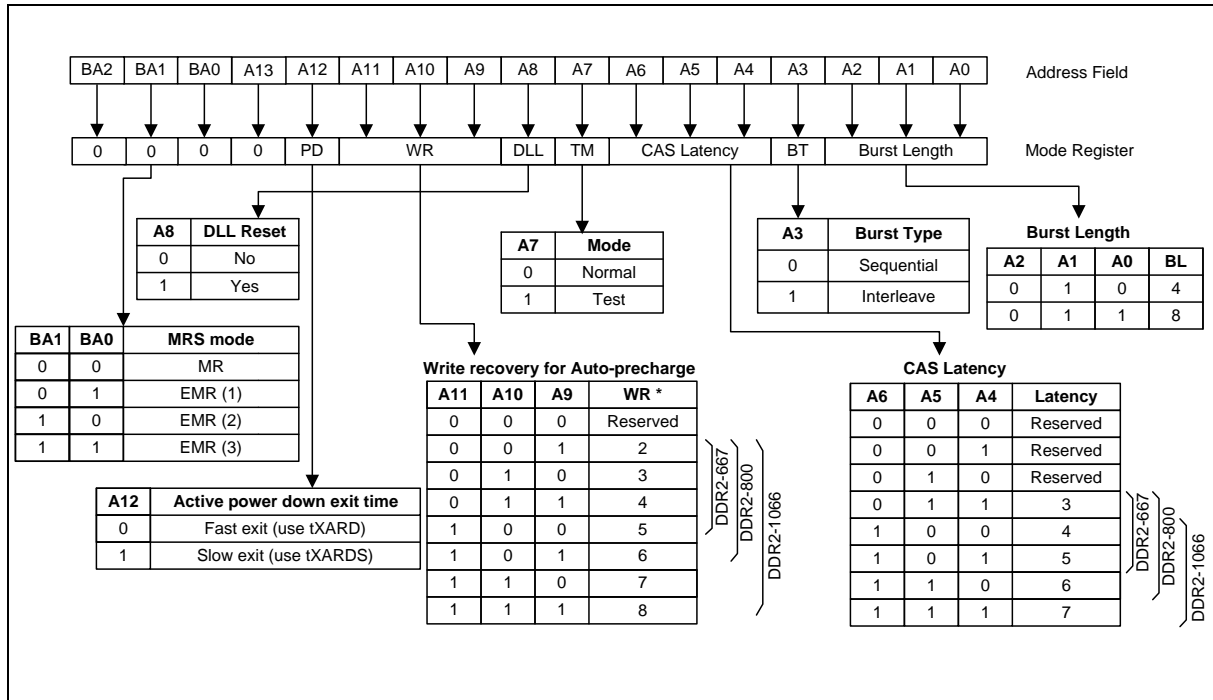 BA2 BA1 BA0 A13 A12 A11 A10 A9 A8 A7 A6 A5 A4 A3 A2 A1 A0 Address Field
0 0 0 0 PD WR DLL TM CAS Latency BT Burst Length Mode Register
A8 DLL Reset
0 No
1 Yes
A7 Mode
0 Normal
1 Test
A3 Burst Type
0 Sequential
1 Interleave
Burst Length
A2 A1 A0 BL
0 1 0 4
0 1 1 8
BA1 BA0 MRS mode
0 0 MR
0 1 EMR (1)
1 0 EMR (2)
1 1 EMR (3)
A12 Active power down exit time
0 Fast exit (use tXARD)
1 Slow exit (use tXARDS)
Write recovery for Auto-precharge
A11 A10 A9 WR *
0 0 0 Reserved
0 0 1 2
0 1 0 3
0 1 1 4
1 0 0 5
1 0 1 6
1 1 0 7
1 1 1 8
DDR2-667
DDR2-800
DDR2-1066
CAS Latency
A6 A5 A4 Latency
0 0 0 Reserved
0 0 1 Reserved
0 1 0 Reserved
0 1 1 3
1 0 0 4
1 0 1 5
1 1 0 6
1 1 1 7
DDR2-667
DDR2-800
DDR2-1066